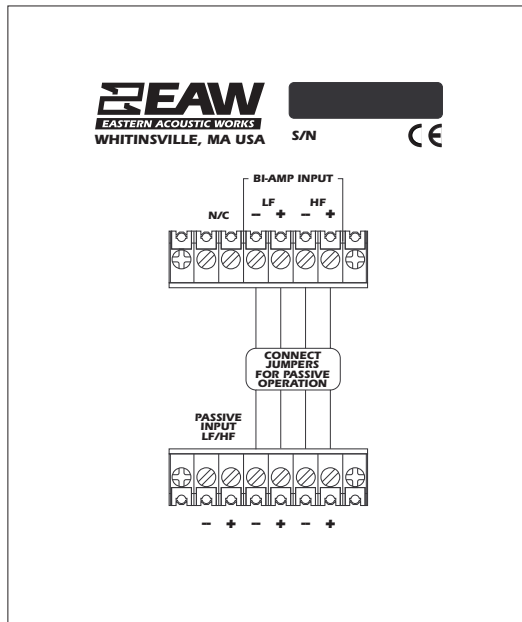 EAW
EASTERN ACOUSTIC WORKS
WHITINSVILLE, MA USA
S/N
CE
BI-AMP INPUT
LF HF
N/C − + − +
CONNECT
JUMPERS
FOR PASSIVE
OPERATION
PASSIVE
INPUT
LF/HF
− + − + − +